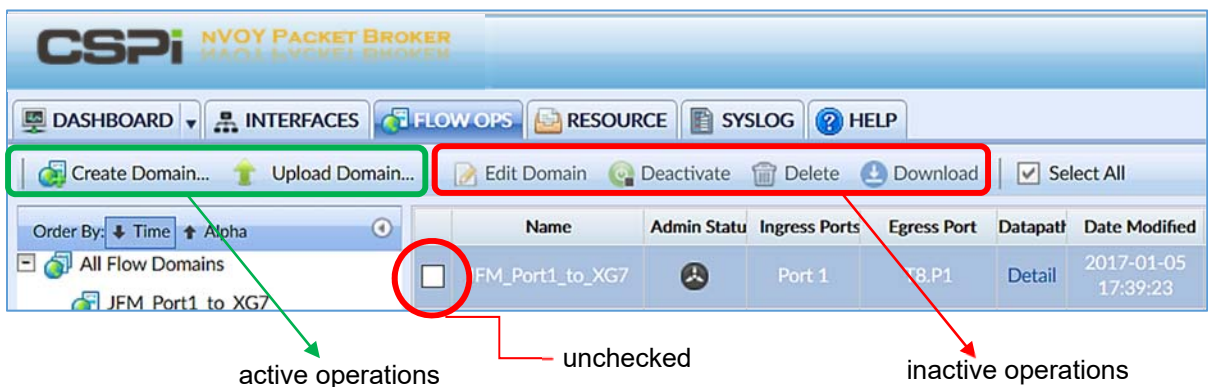 CSPi NVOY PACKET BROKER
DASHBOARD INTERFACES FLOW OPS RESOURCE SYSLOG HELP
Create Domain... Upload Domain... Edit Domain Deactivate Delete Download Select All
Order By: Time Alpha
Name Admin Statu Ingress Ports Egress Port Datapath Date Modified
All Flow Domains
JFM_Port1_to_XG7 Port 1 T8.P1 Detail 2017-01-05
17:39:23
JFM_Port1_to_XG7
unchecked
active operations
inactive operations